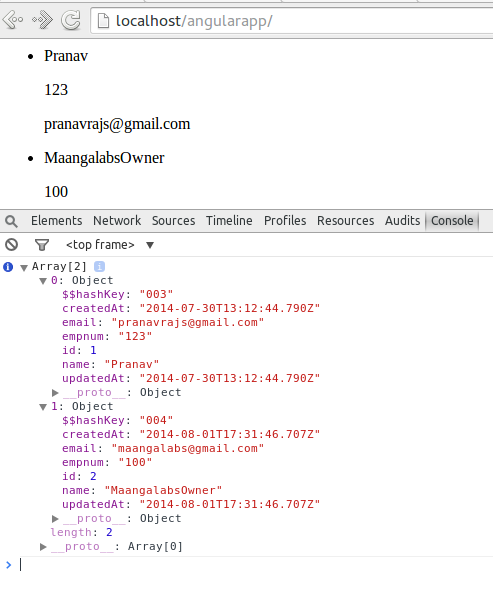 localhost/angularapp/
Pranav
123
pranavrajs@gmail.com
MaangalabsOwner
100
Elements Network Sources Timeline Profiles Resources Audits Console
<top frame>
Array[2]
0: Object
$$hashKey: "003"
createdAt: "2014-07-30T13:12:44.790Z"
email: "pranavrajs@gmail.com"
empnum: "123"
id: 1
name: "Pranav"
updatedAt: "2014-07-30T13:12:44.790Z"
__proto__: Object
1: Object
$$hashKey: "004"
createdAt: "2014-08-01T17:31:46.707Z"
email: "maangalabs@gmail.com"
empnum: "100"
id: 2
name: "MaangalabsOwner"
updatedAt: "2014-08-01T17:31:46.707Z"
__proto__: Object
length: 2
__proto__: Array[0]